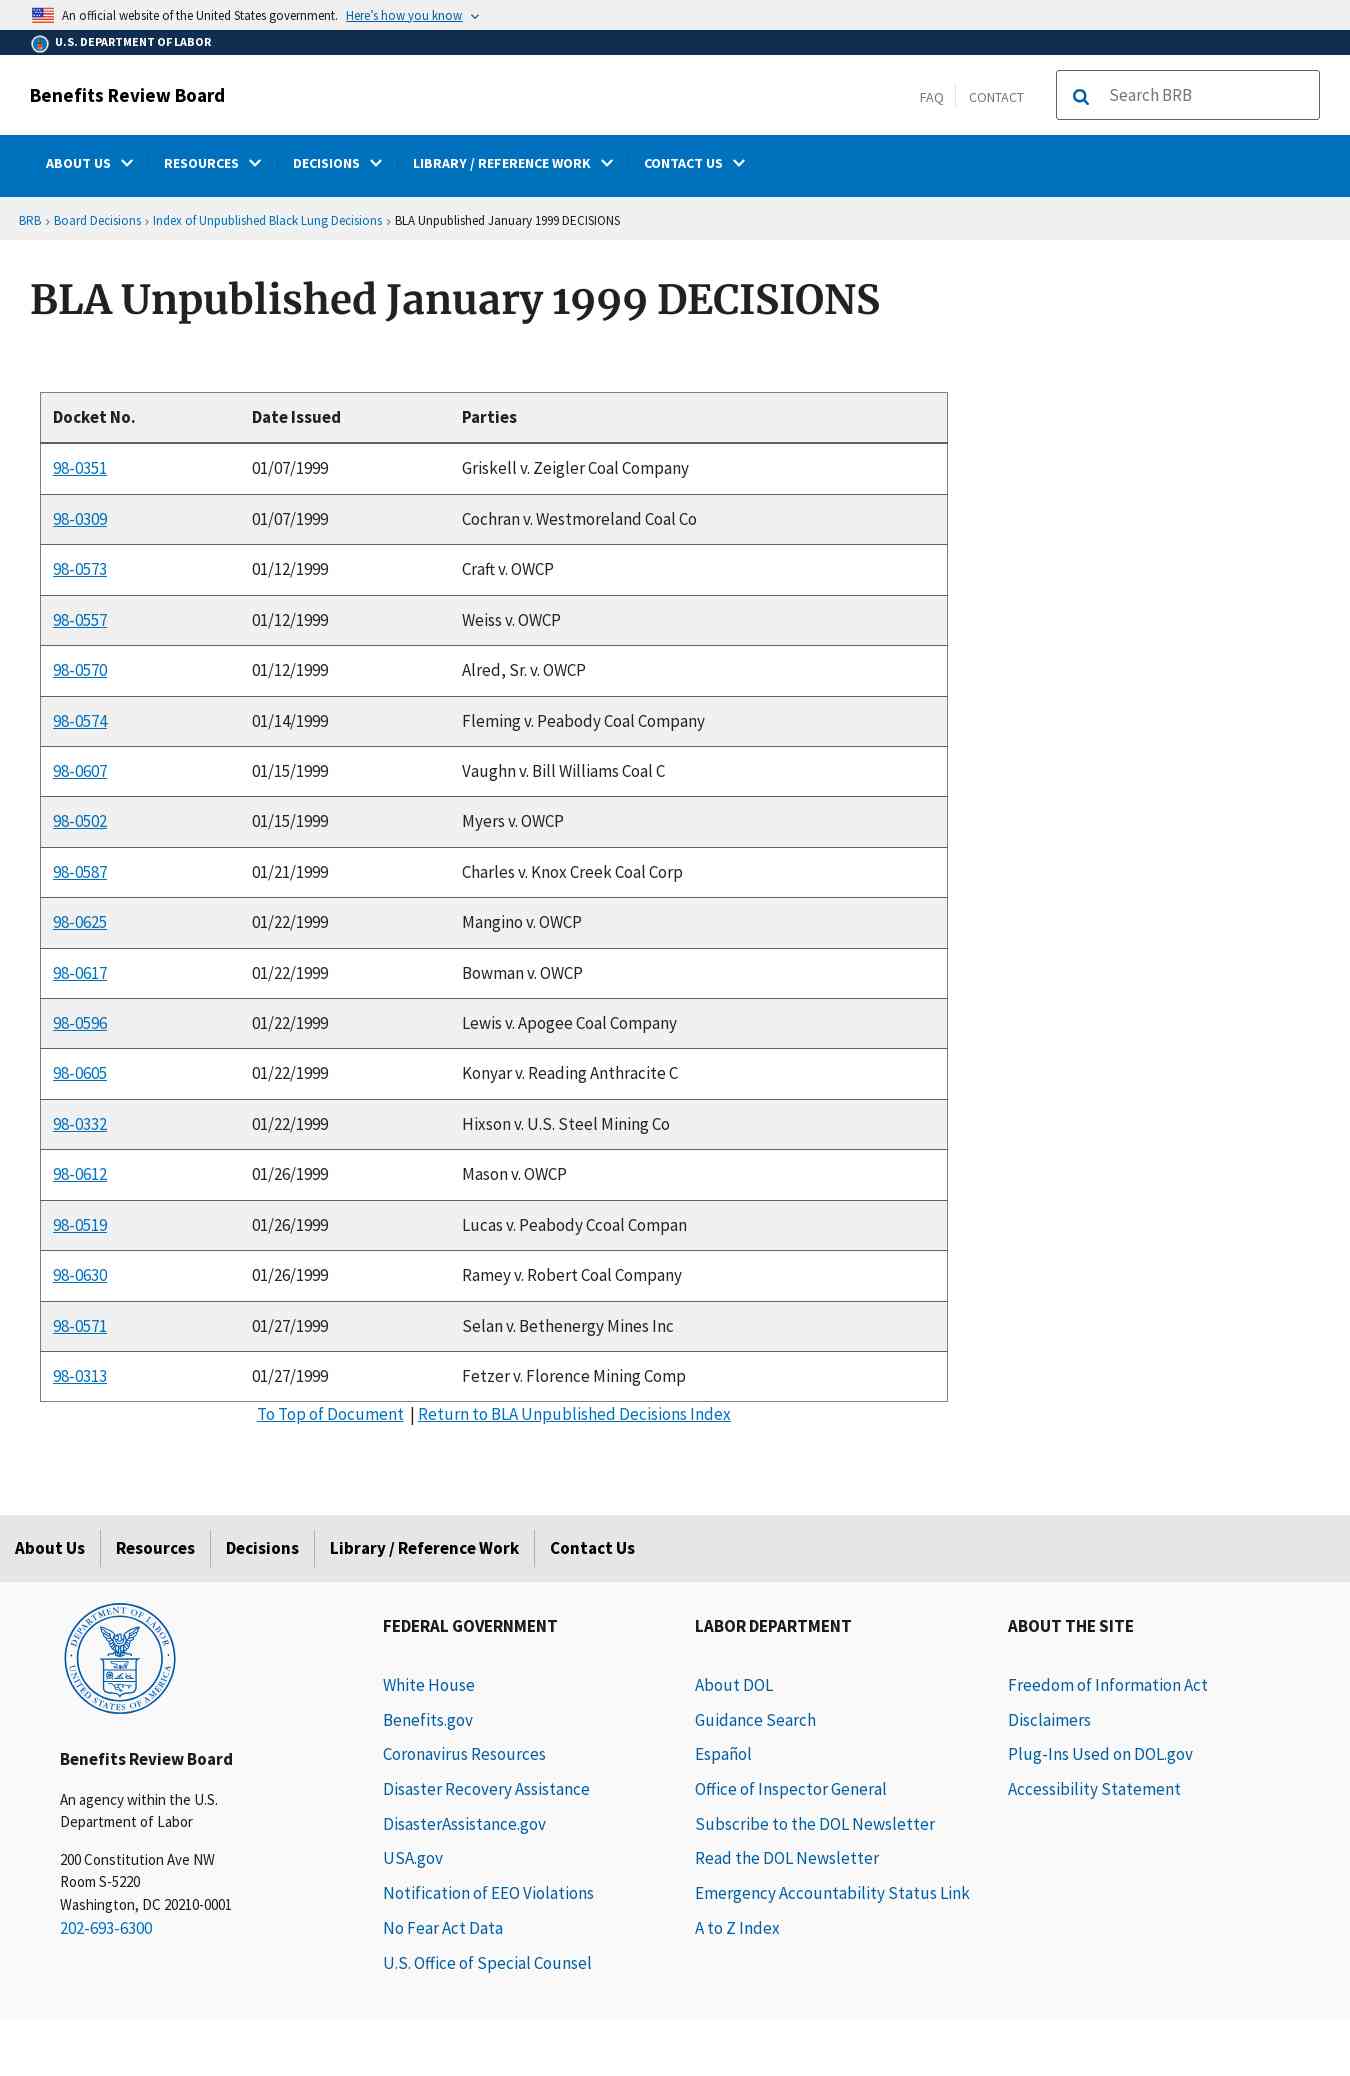 An official website of the United States government. Here's how you know
U.S. DEPARTMENT OF LABOR
Benefits Review Board
FAQ CONTACT Search BRB
ABOUT US RESOURCES DECISIONS LIBRARY / REFERENCE WORK CONTACT US
BRB › Board Decisions › Index of Unpublished Black Lung Decisions › BLA Unpublished January 1999 DECISIONS
BLA Unpublished January 1999 DECISIONS
Docket No. Date Issued Parties
98-0351 01/07/1999 Griskell v. Zeigler Coal Company
98-0309 01/07/1999 Cochran v. Westmoreland Coal Co
98-0573 01/12/1999 Craft v. OWCP
98-0557 01/12/1999 Weiss v. OWCP
98-0570 01/12/1999 Alred, Sr. v. OWCP
98-0574 01/14/1999 Fleming v. Peabody Coal Company
98-0607 01/15/1999 Vaughn v. Bill Williams Coal C
98-0502 01/15/1999 Myers v. OWCP
98-0587 01/21/1999 Charles v. Knox Creek Coal Corp
98-0625 01/22/1999 Mangino v. OWCP
98-0617 01/22/1999 Bowman v. OWCP
98-0596 01/22/1999 Lewis v. Apogee Coal Company
98-0605 01/22/1999 Konyar v. Reading Anthracite C
98-0332 01/22/1999 Hixson v. U.S. Steel Mining Co
98-0612 01/26/1999 Mason v. OWCP
98-0519 01/26/1999 Lucas v. Peabody Ccoal Compan
98-0630 01/26/1999 Ramey v. Robert Coal Company
98-0571 01/27/1999 Selan v. Bethenergy Mines Inc
98-0313 01/27/1999 Fetzer v. Florence Mining Comp
To Top of Document | Return to BLA Unpublished Decisions Index
About Us Resources Decisions Library / Reference Work Contact Us
DEPARTMENT OF LABOR
UNITED STATES OF AMERICA
Benefits Review Board
An agency within the U.S.
Department of Labor
200 Constitution Ave NW
Room S-5220
Washington, DC 20210-0001
202-693-6300
FEDERAL GOVERNMENT
White House
Benefits.gov
Coronavirus Resources
Disaster Recovery Assistance
DisasterAssistance.gov
USA.gov
Notification of EEO Violations
No Fear Act Data
U.S. Office of Special Counsel
LABOR DEPARTMENT
About DOL
Guidance Search
Español
Office of Inspector General
Subscribe to the DOL Newsletter
Read the DOL Newsletter
Emergency Accountability Status Link
A to Z Index
ABOUT THE SITE
Freedom of Information Act
Disclaimers
Plug-Ins Used on DOL.gov
Accessibility Statement